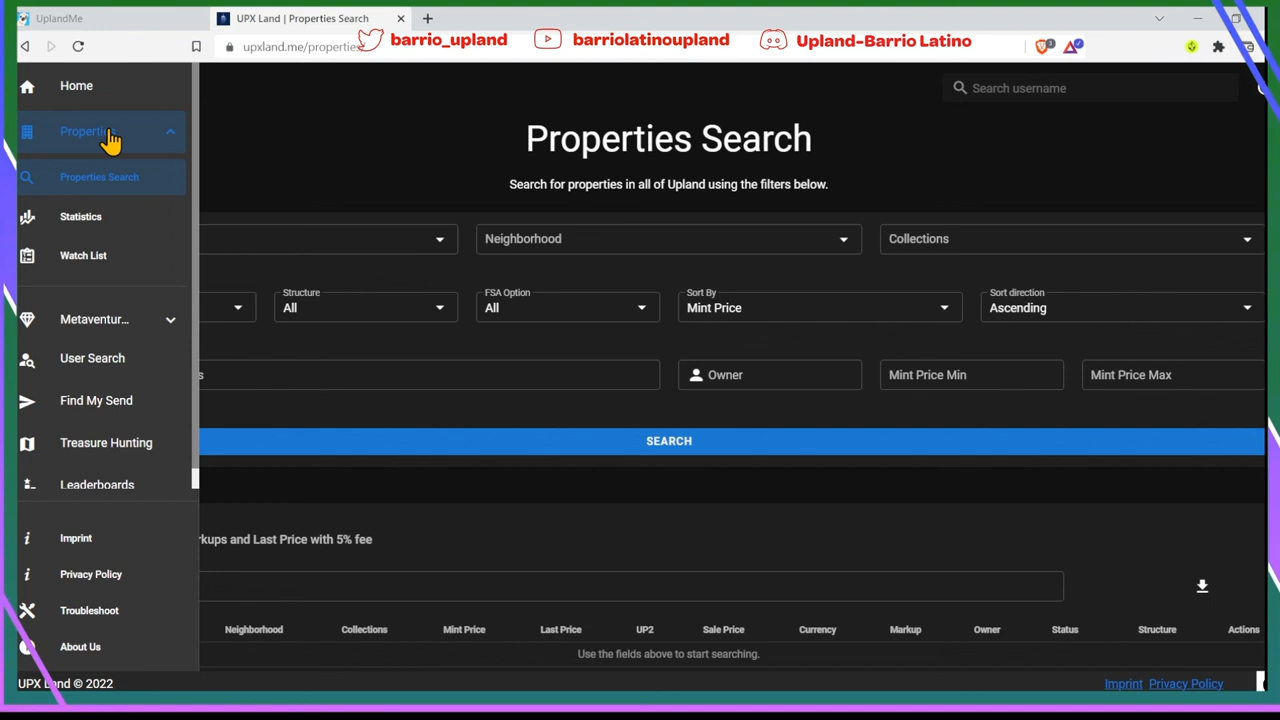 UplandMe
UPX Land | Properties Search
upxland.me/properties
barrio_upland
barriolatinoupland
Upland-Barrio Latino
1
Home
Search username
Properties
Properties Search
Properties Search
Search for properties in all of Upland using the filters below.
Statistics
Neighborhood
Collections
Watch List
Structure
All
FSA Option
All
Sort By
Mint Price
Sort direction
Ascending
Metaventur...
User Search
s
Owner
Mint Price Min
Mint Price Max
Find My Send
Treasure Hunting
SEARCH
Leaderboards
Imprint
rkups and Last Price with 5% fee
Privacy Policy
Troubleshoot
Neighborhood
Collections
Mint Price
Last Price
UP2
Sale Price
Currency
Markup
Owner
Status
Structure
Actions
About Us
Use the fields above to start searching.
UPX Land © 2022
Imprint
Privacy Policy